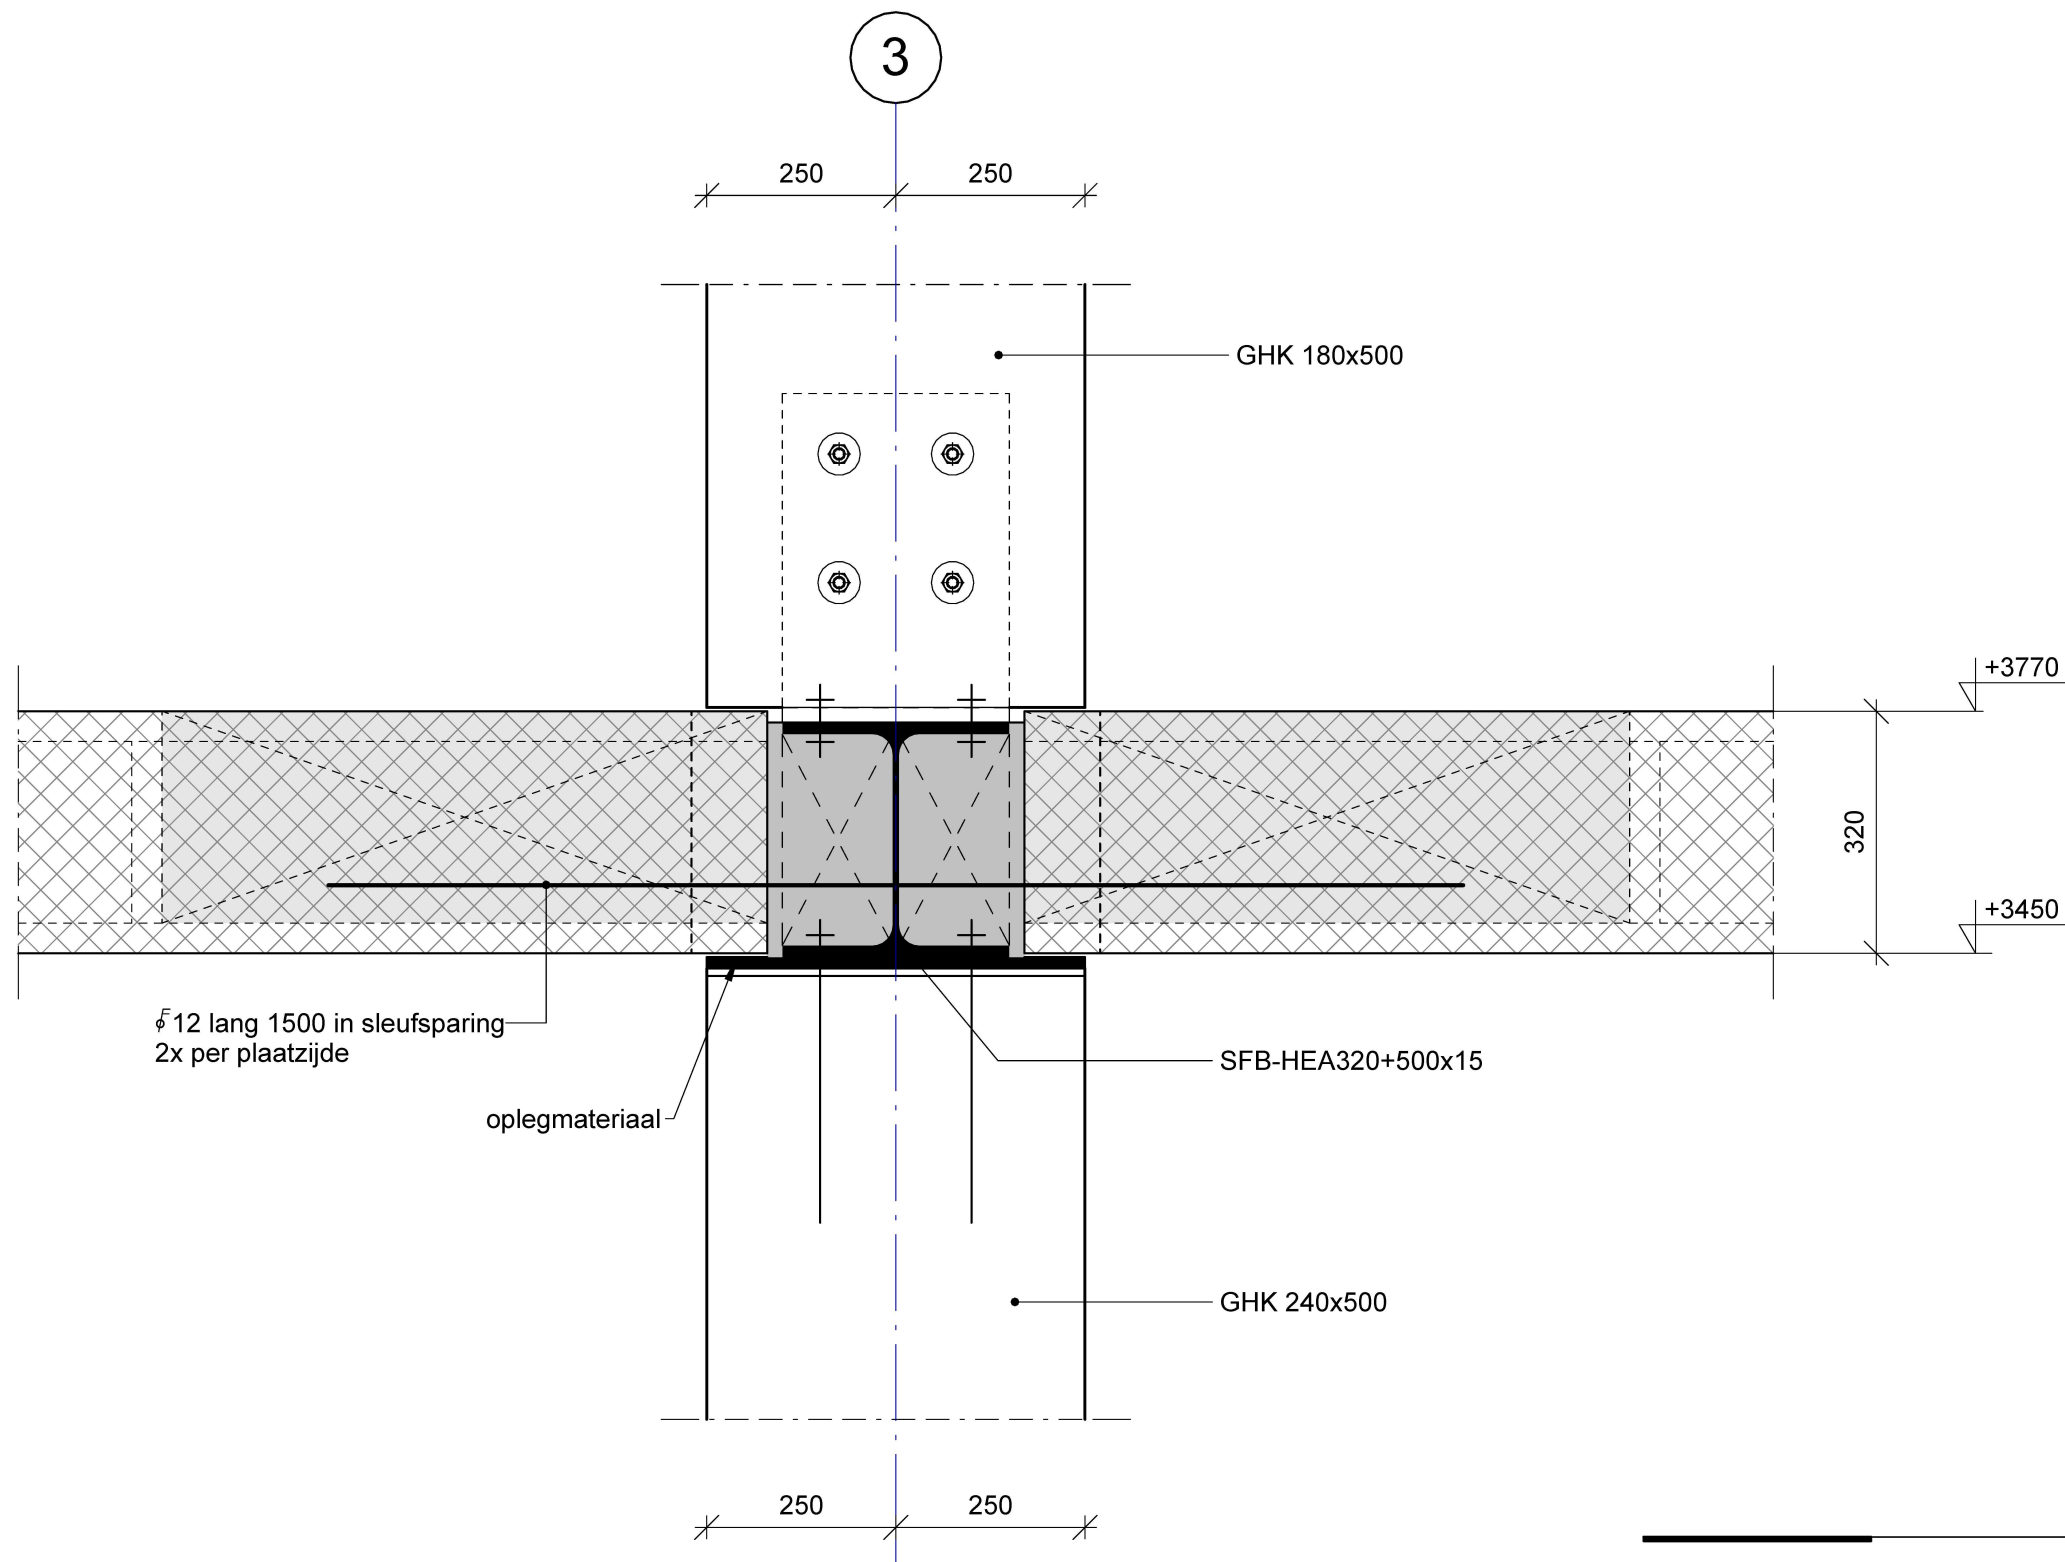 3
250 250
GHK 180x500
+3770
320
+3450
12 lang 1500 in sleufsparing
2x per plaatzijde
SFB-HEA320+500x15
oplegmateriaal
GHK 240x500
250 250